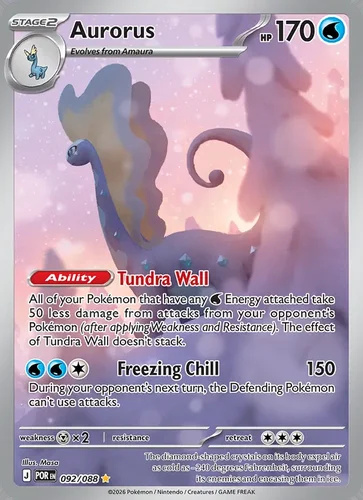 STAGE2
Aurorus
HP 170
Evolves from Amaura
Ability Tundra Wall
All of your Pokémon that have any Energy attached take
50 less damage from attacks from your opponent's
Pokémon (after applying Weakness and Resistance). The effect
of Tundra Wall doesn't stack.
Freezing Chill 150
During your opponent's next turn, the Defending Pokémon
can't use attacks.
weakness ×2 resistance retreat
Illus. Masa
J POR EN 092/088
The diamond-shaped crystals on its body expel air
as cold as -240 degrees Fahrenheit, surrounding
its enemies and encasing them in ice.
©2026 Pokémon / Nintendo / Creatures / GAME FREAK